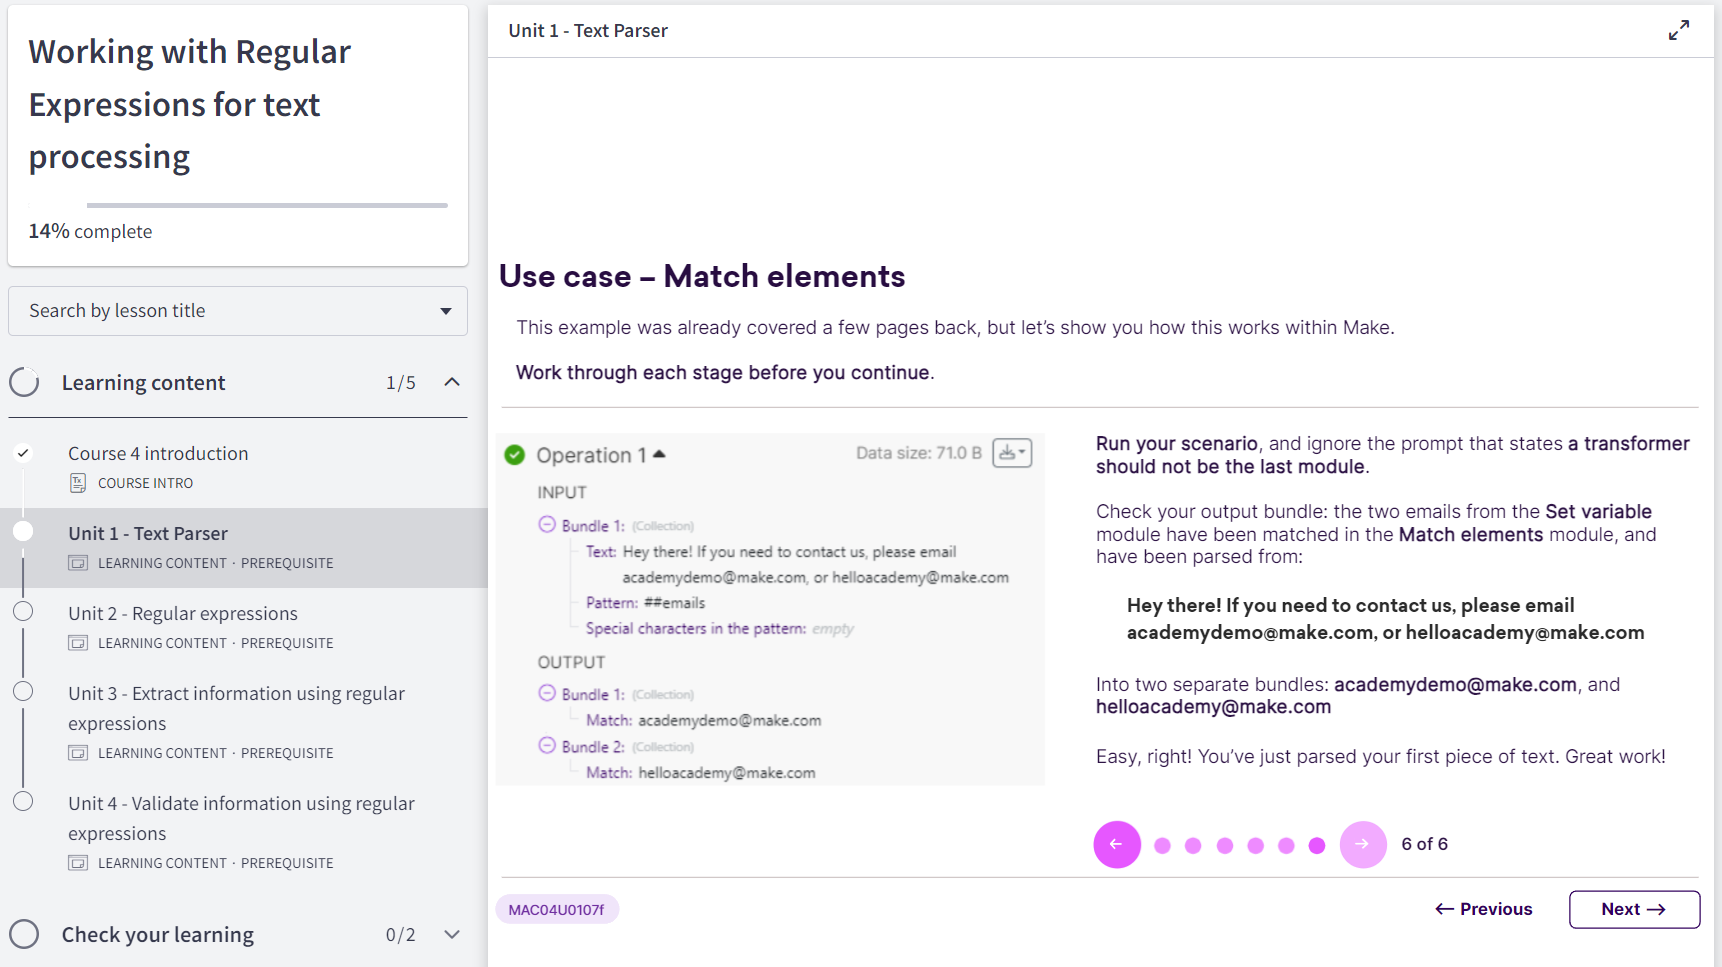 Working with Regular
Expressions for text
processing
14% complete
Search by lesson title
Learning content 1/5
Course 4 introduction
COURSE INTRO
Unit 1 - Text Parser
LEARNING CONTENT · PREREQUISITE
Unit 2 - Regular expressions
LEARNING CONTENT · PREREQUISITE
Unit 3 - Extract information using regular
expressions
LEARNING CONTENT · PREREQUISITE
Unit 4 - Validate information using regular
expressions
LEARNING CONTENT · PREREQUISITE
Check your learning 0/2
Unit 1 - Text Parser
Use case – Match elements
This example was already covered a few pages back, but let's show you how this works within Make.
Work through each stage before you continue.
Operation 1 Data size: 71.0 B
INPUT
Bundle 1: (Collection)
Text: Hey there! If you need to contact us, please email
academydemo@make.com, or helloacademy@make.com
Pattern: ##emails
Special characters in the pattern: empty
OUTPUT
Bundle 1: (Collection)
Match: academydemo@make.com
Bundle 2: (Collection)
Match: helloacademy@make.com
Run your scenario, and ignore the prompt that states a transformer
should not be the last module.
Check your output bundle: the two emails from the Set variable
module have been matched in the Match elements module, and
have been parsed from:
Hey there! If you need to contact us, please email
academydemo@make.com, or helloacademy@make.com
Into two separate bundles: academydemo@make.com, and
helloacademy@make.com
Easy, right! You've just parsed your first piece of text. Great work!
6 of 6
MAC04U0107f
← Previous
Next →